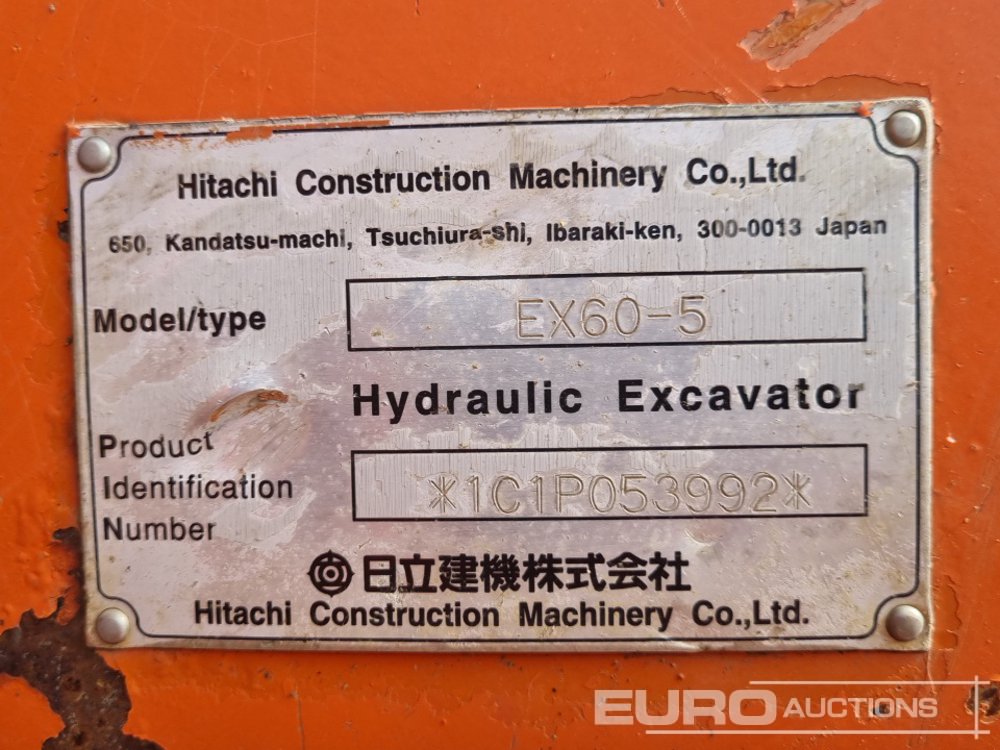 Hitachi Construction Machinery Co.,Ltd.
650, Kandatsu-machi, Tsuchiura-shi, Ibaraki-ken, 300-0013 Japan
Model/type EX60-5
Hydraulic Excavator
Product
Identification
Number
*1C1P053992*
日立建機株式会社
Hitachi Construction Machinery Co.,Ltd.
EURO AUCTIONS